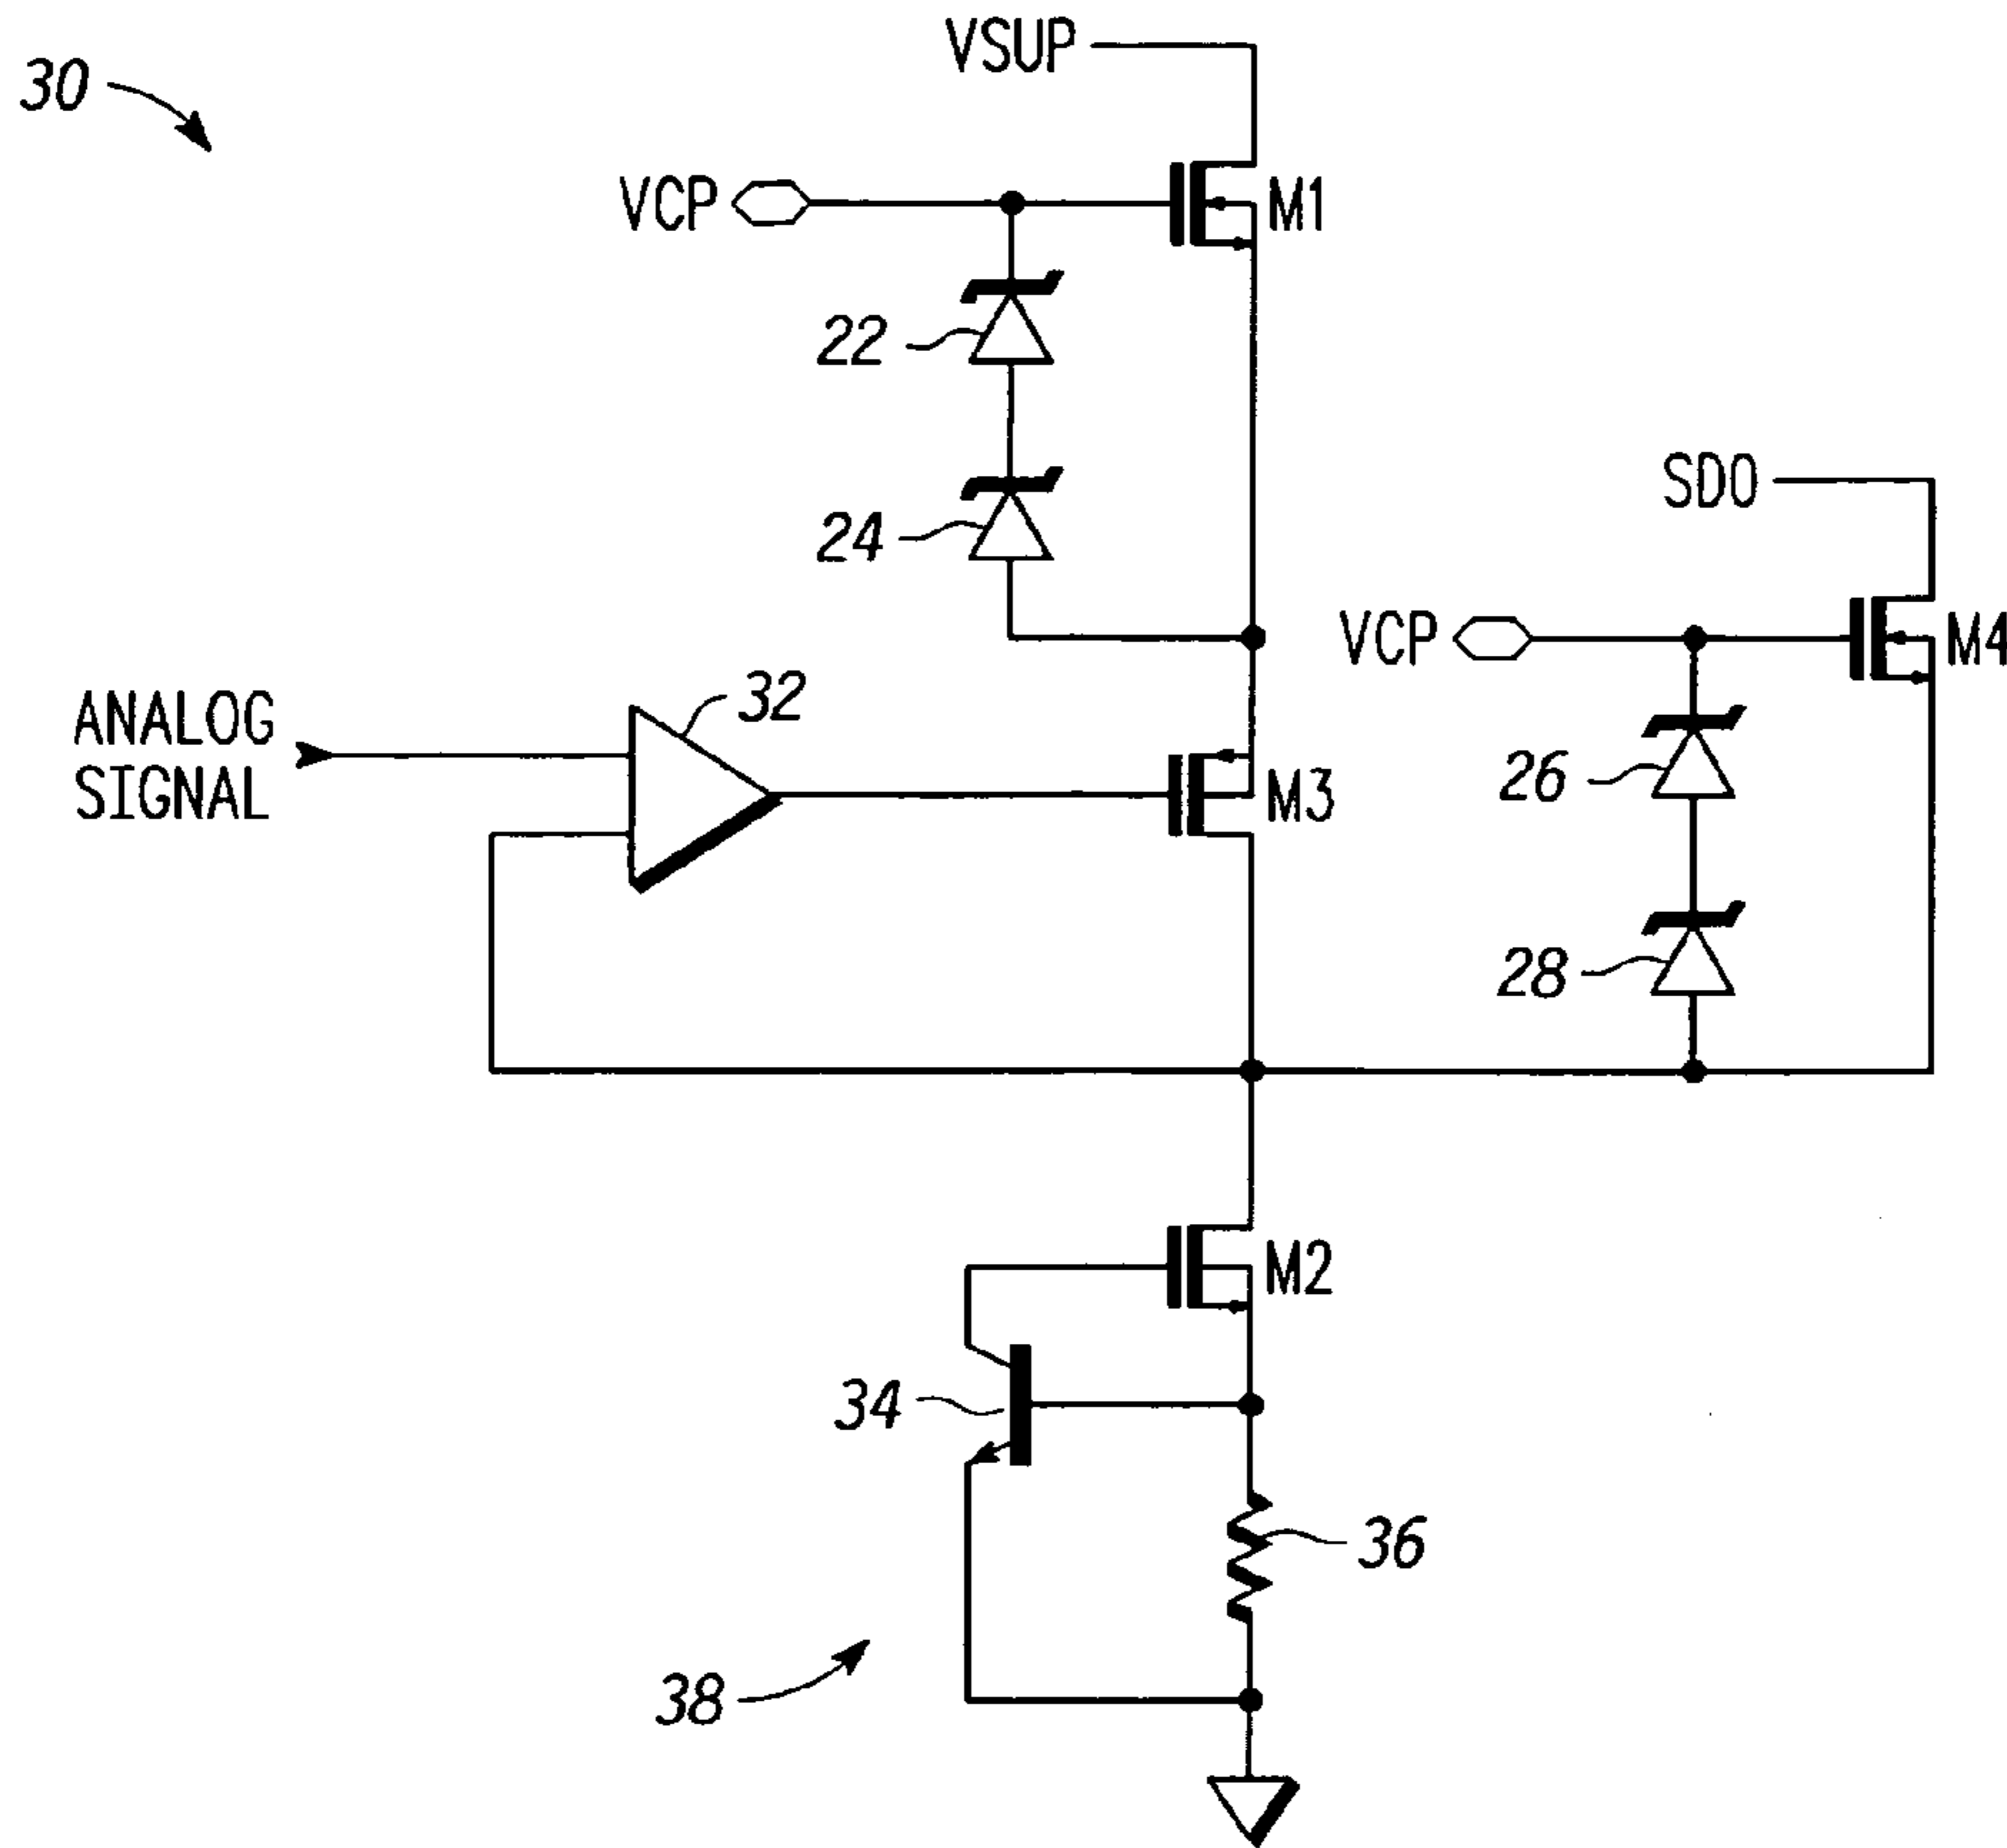 VSUP
30
VCP
M1
22
SDO
24
VCP
M4
ANALOG
SIGNAL
32
M3
26
28
M2
34
36
38